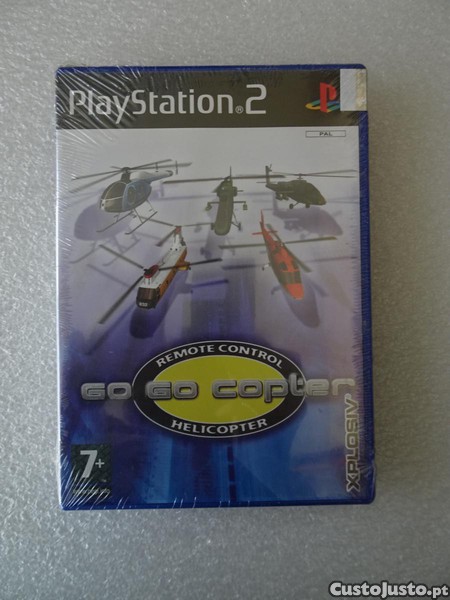 PlayStation®2
PAL
REMOTE CONTROL
GO GO copter
HELICOPTER
7+
XPLOSIV
CustoJusto.pt